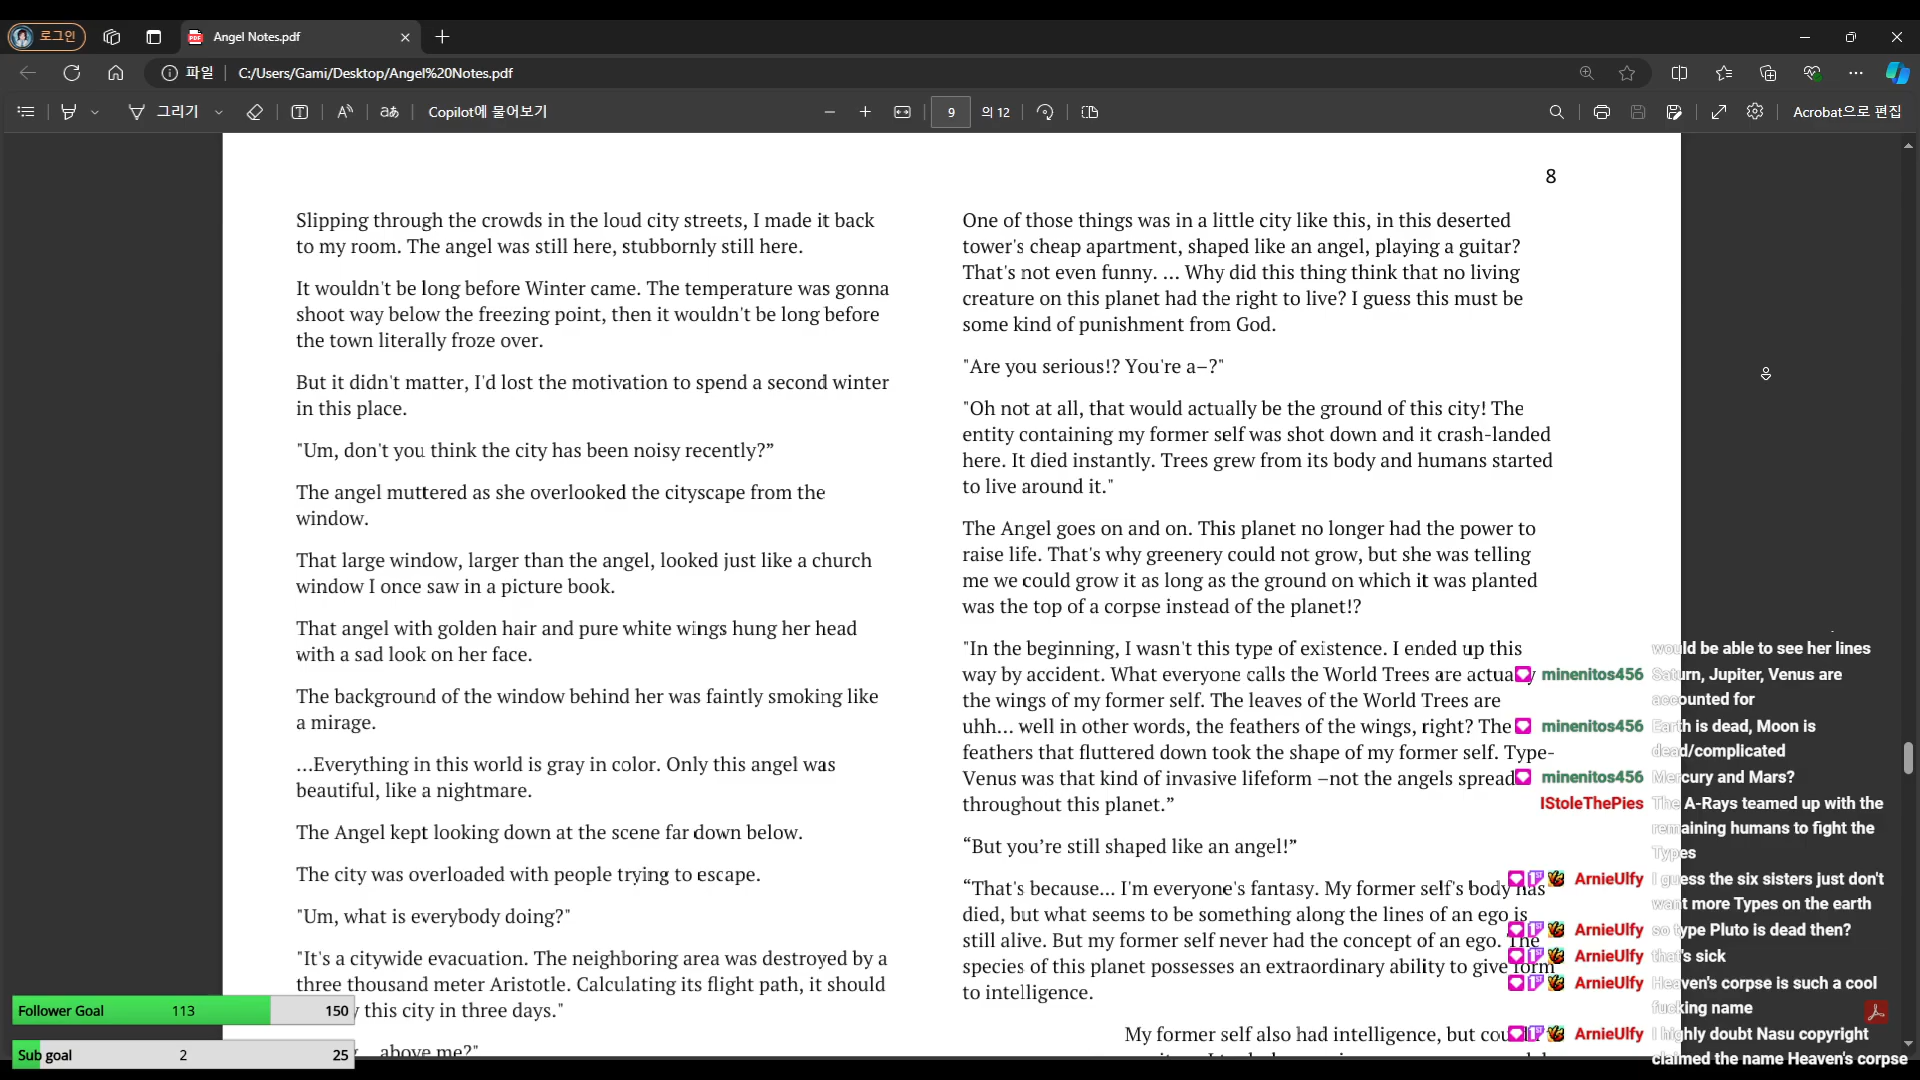 로그인
Angel Notes.pdf
파일
C:/Users/Gami/Desktop/Angel%20Notes.pdf
그리기
Copilot에 물어보기
9
의 12
Acrobat으로 편집
8
Slipping through the crowds in the loud city streets, I made it back
to my room. The angel was still here, stubbornly still here.
It wouldn't be long before Winter came. The temperature was gonna
shoot way below the freezing point, then it wouldn't be long before
the town literally froze over.
But it didn't matter, I'd lost the motivation to spend a second winter
in this place.
"Um, don't you think the city has been noisy recently?”
The angel muttered as she overlooked the cityscape from the
window.
That large window, larger than the angel, looked just like a church
window I once saw in a picture book.
That angel with golden hair and pure white wings hung her head
with a sad look on her face.
The background of the window behind her was faintly smoking like
a mirage.
…Everything in this world is gray in color. Only this angel was
beautiful, like a nightmare.
The Angel kept looking down at the scene far down below.
The city was overloaded with people trying to escape.
"Um, what is everybody doing?"
"It's a citywide evacuation. The neighboring area was destroyed by a
three thousand meter Aristotle. Calculating its flight path, it should
this city in three days."
above me?"
One of those things was in a little city like this, in this deserted
tower's cheap apartment, shaped like an angel, playing a guitar?
That's not even funny. … Why did this thing think that no living
creature on this planet had the right to live? I guess this must be
some kind of punishment from God.
"Are you serious!? You're a–?"
"Oh not at all, that would actually be the ground of this city! The
entity containing my former self was shot down and it crash-landed
here. It died instantly. Trees grew from its body and humans started
to live around it."
The Angel goes on and on. This planet no longer had the power to
raise life. That's why greenery could not grow, but she was telling
me we could grow it as long as the ground on which it was planted
was the top of a corpse instead of the planet!?
"In the beginning, I wasn't this type of existence. I ended up this
way by accident. What everyone calls the World Trees are actually
the wings of my former self. The leaves of the World Trees are
uhh… well in other words, the feathers of the wings, right? The
feathers that fluttered down took the shape of my former self. Type-
Venus was that kind of invasive lifeform –not the angels spread
throughout this planet.”
“But you’re still shaped like an angel!”
“That's because… I'm everyone's fantasy. My former self's body has
died, but what seems to be something along the lines of an ego is
still alive. But my former self never had the concept of an ego. The
species of this planet possesses an extraordinary ability to give form
to intelligence.
My former self also had intelligence, but
would be able to see her lines
minenitos456 Saturn, Jupiter, Venus are
accounted for
minenitos456 Earth is dead, Moon is
dead/complicated
minenitos456 Mercury and Mars?
IStoleThePies The A-Rays teamed up with the
remaining humans to fight the
Types
ArnieUlfy I guess the six sisters just don't
want more Types on the earth
ArnieUlfy so type Pluto is dead then?
ArnieUlfy that's sick
ArnieUlfy Heaven's corpse is such a cool
fucking name
ArnieUlfy I highly doubt Nasu copyright
claimed the name Heaven's corpse
Follower Goal 113 150
Sub goal 2 25